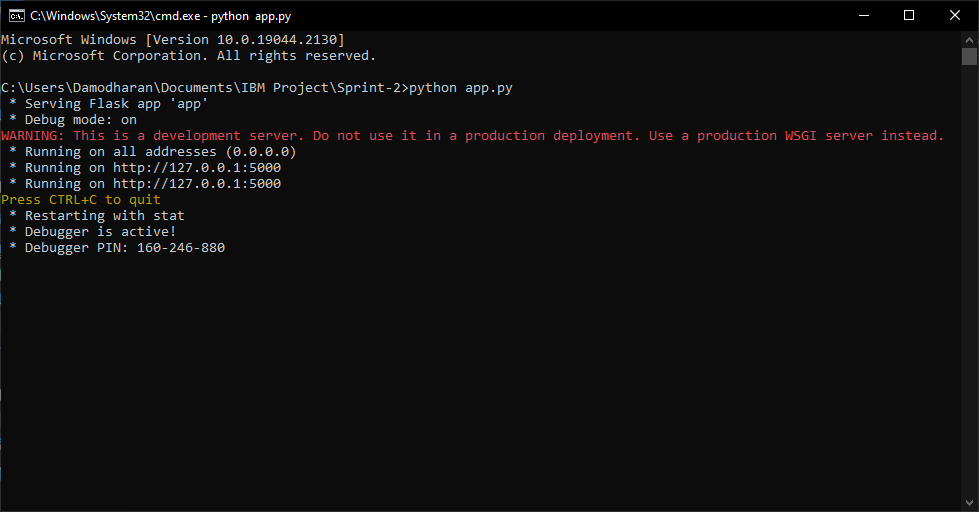 C:\Windows\System32\cmd.exe - python  app.py
Microsoft Windows [Version 10.0.19044.2130]
(c) Microsoft Corporation. All rights reserved.
C:\Users\Damodharan\Documents\IBM Project\Sprint-2>python app.py
 * Serving Flask app 'app'
 * Debug mode: on
WARNING: This is a development server. Do not use it in a production deployment. Use a production WSGI server instead.
 * Running on all addresses (0.0.0.0)
 * Running on http://127.0.0.1:5000
 * Running on http://127.0.0.1:5000
Press CTRL+C to quit
 * Restarting with stat
 * Debugger is active!
 * Debugger PIN: 160-246-880